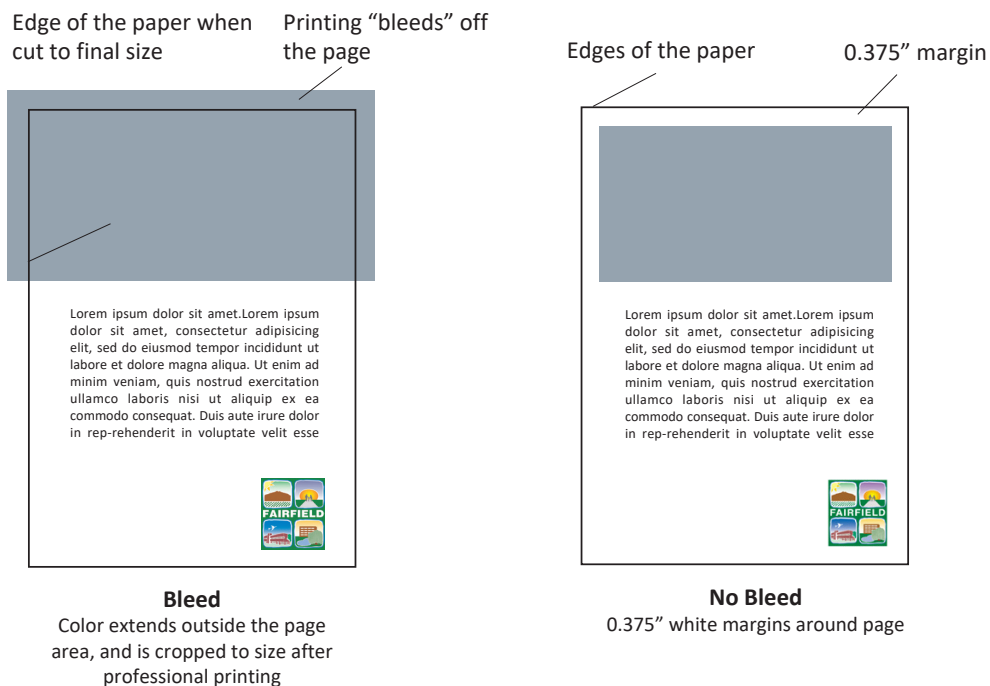 Edge of the paper when
cut to final size
Printing “bleeds” off
the page
Lorem ipsum dolor sit amet.Lorem ipsum
dolor sit amet, consectetur adipisicing
elit, sed do eiusmod tempor incididunt ut
labore et dolore magna aliqua. Ut enim ad
minim veniam, quis nostrud exercitation
ullamco laboris nisi ut aliquip ex ea
commodo consequat. Duis aute irure dolor
in rep-rehenderit in voluptate velit esse
FAIRFIELD
Bleed
Color extends outside the page
area, and is cropped to size after
professional printing
Edges of the paper
0.375” margin
Lorem ipsum dolor sit amet.Lorem ipsum
dolor sit amet, consectetur adipisicing
elit, sed do eiusmod tempor incididunt ut
labore et dolore magna aliqua. Ut enim ad
minim veniam, quis nostrud exercitation
ullamco laboris nisi ut aliquip ex ea
commodo consequat. Duis aute irure dolor
in rep-rehenderit in voluptate velit esse
FAIRFIELD
No Bleed
0.375” white margins around page